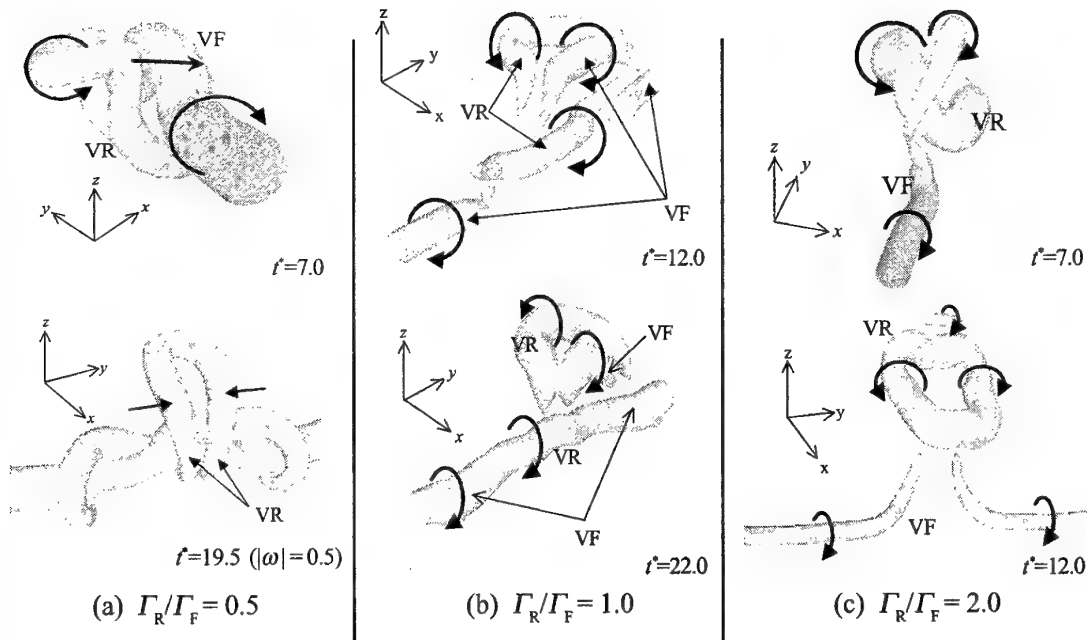 VF
VR
z
y
x
t*=7.0
z
y
x
VR
t*=19.5 (|ω|=0.5)
(a) Γ_R/Γ_F = 0.5
z
y
x
VR
VF
t*=12.0
z
y
x
VR
VF
VR
VF
t*=22.0
(b) Γ_R/Γ_F = 1.0
VR
z
y
x
VF
t*=7.0
VR
z
y
x
VF
t*=12.0
(c) Γ_R/Γ_F = 2.0